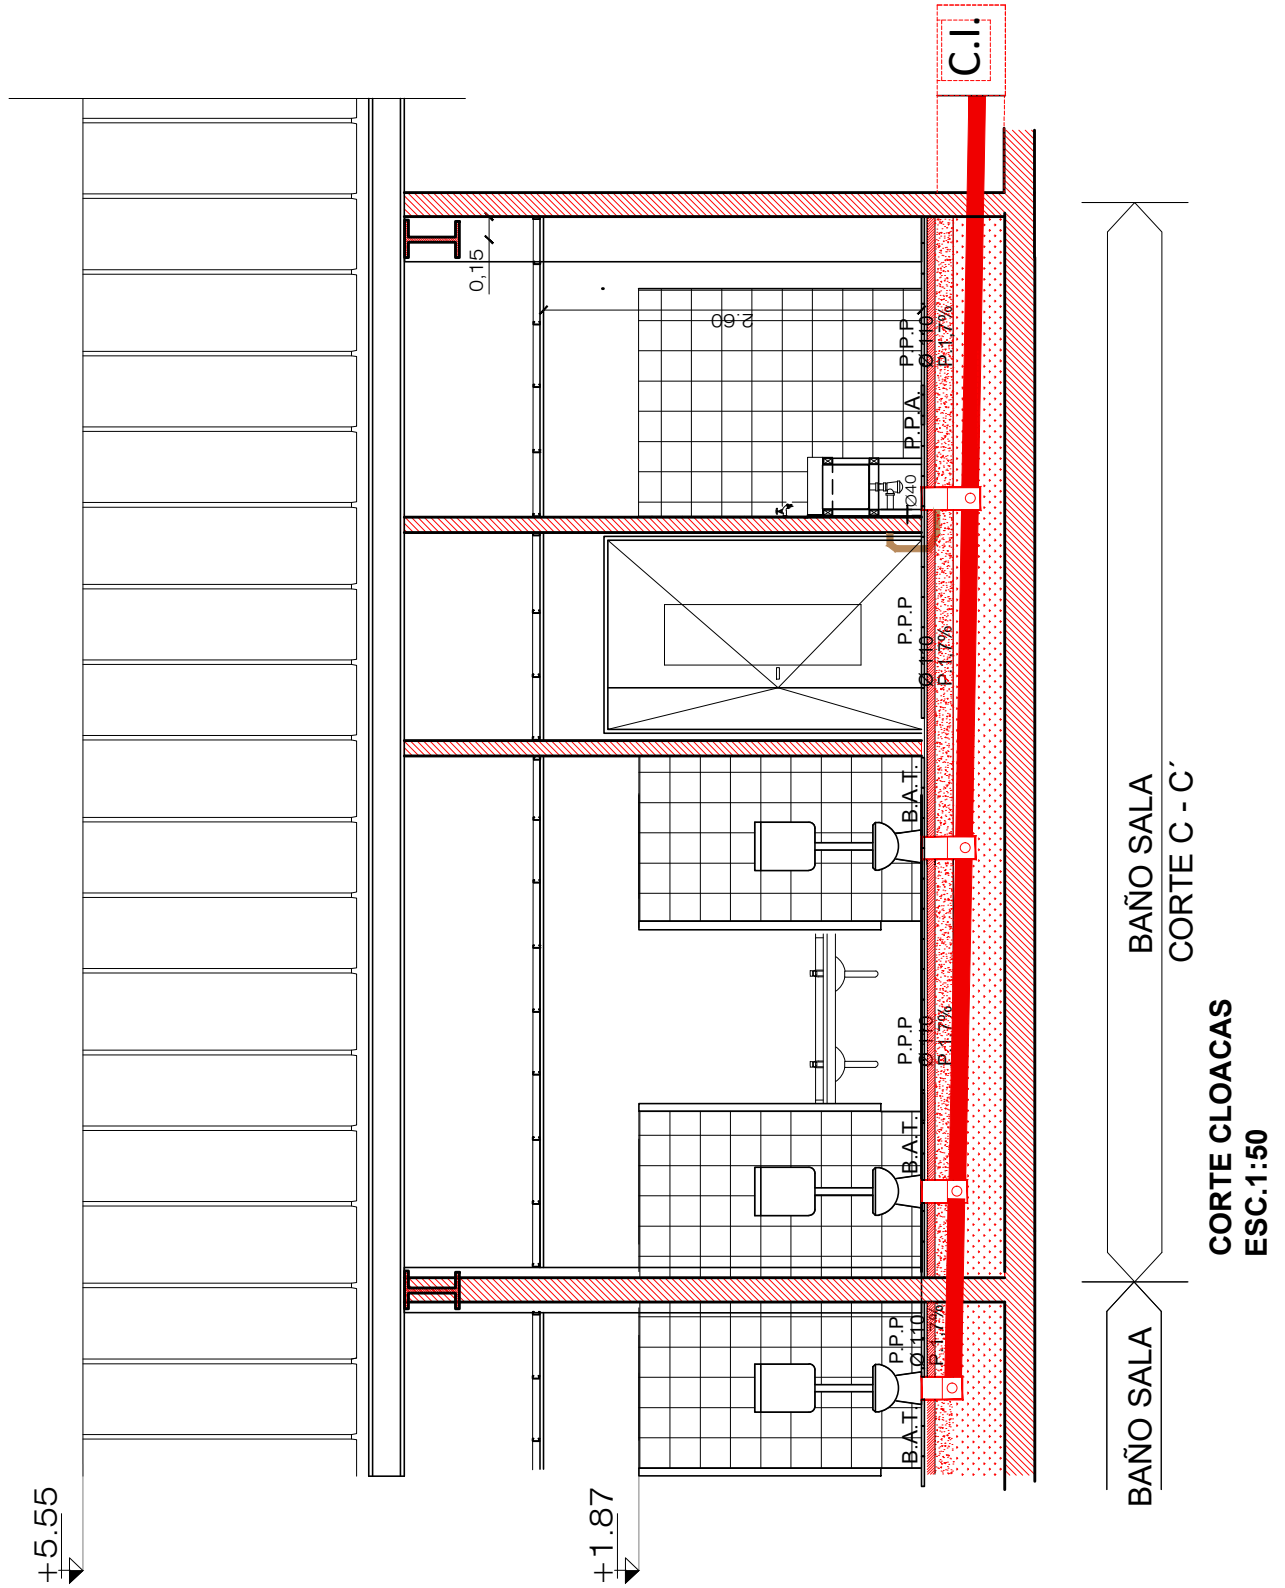 +5.55
+1.87
0,15
2.60
C.I.
B.A.T.
P.P.P
Ø 110
P.1,7%
B.A.T.
P.P.P
Ø 110
P.1,7%
B.A.T.
P.P.P
Ø 110
P.1,7%
Ø40
P.P.A.
P.P.P
Ø 110
P.1,7%
BAÑO SALA
BAÑO SALA
CORTE C - C´
CORTE CLOACAS
ESC.1:50